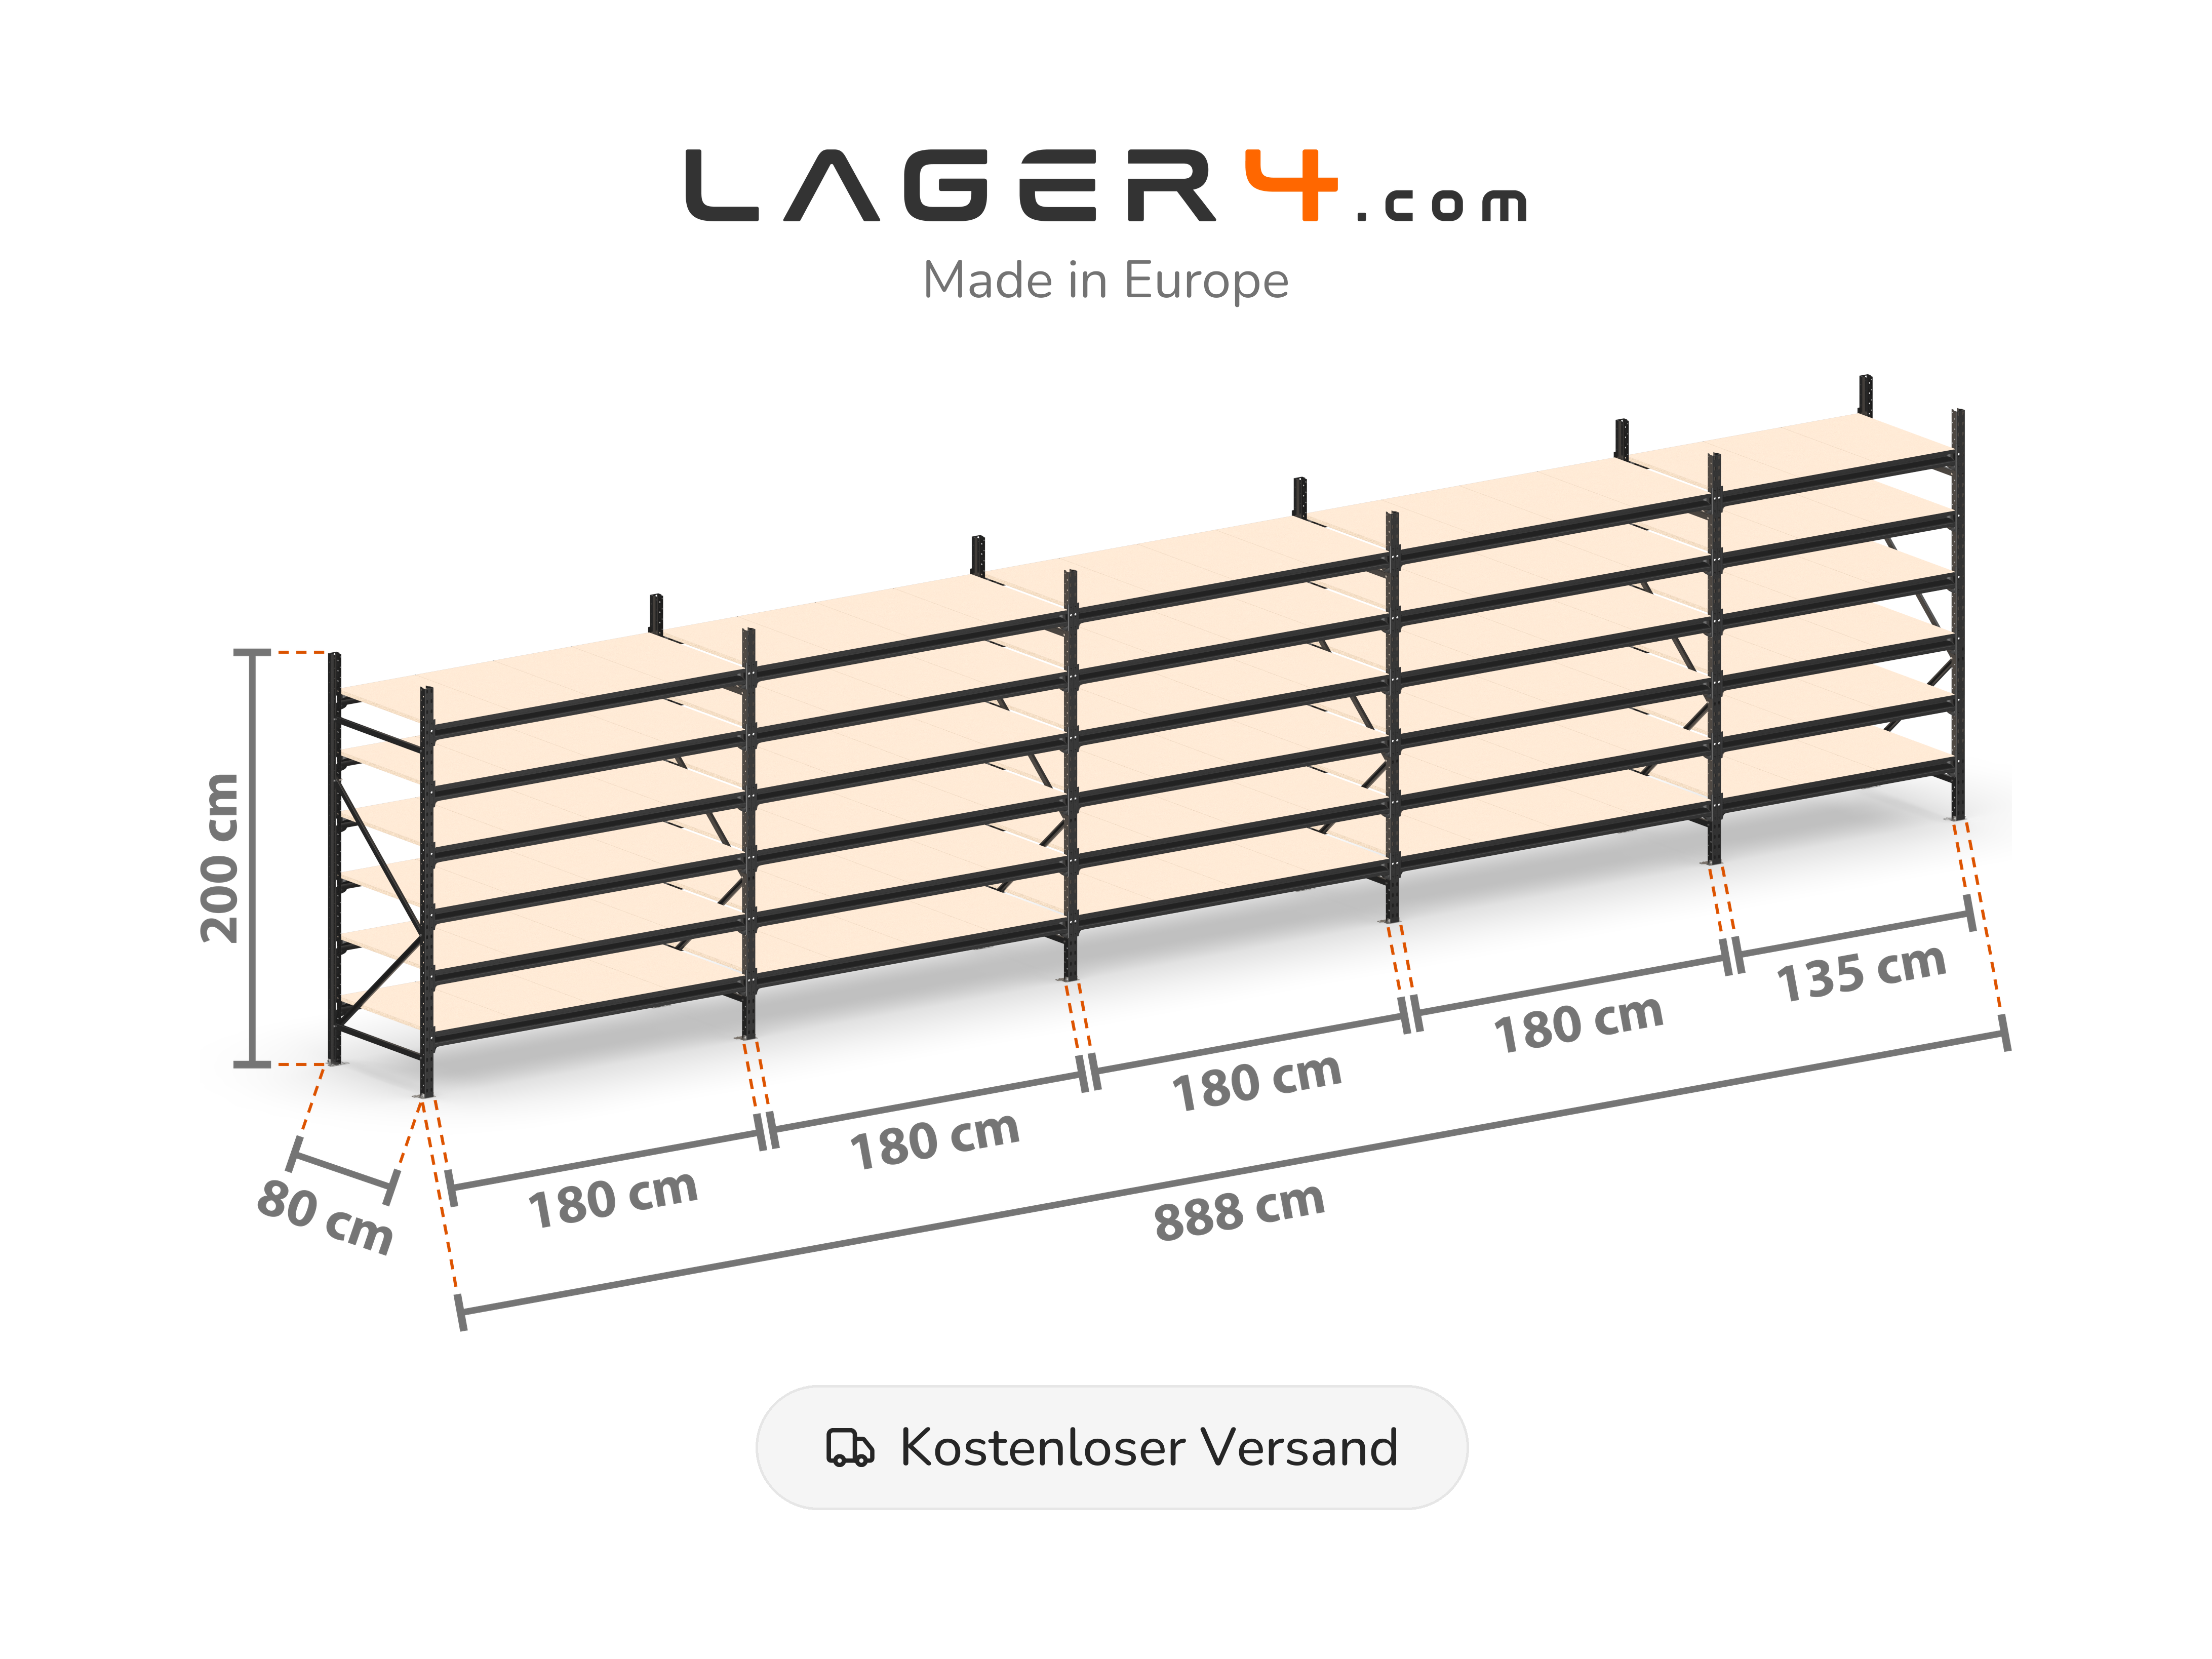 LAGER4.com
Made in Europe
200 cm
80 cm
180 cm
180 cm
180 cm
180 cm
135 cm
888 cm
Kostenloser Versand